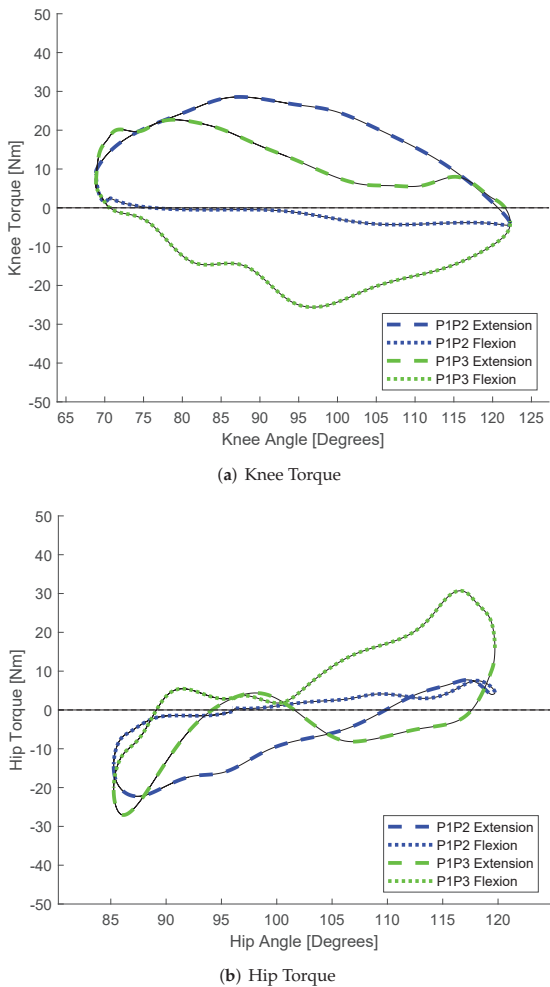 50
40
30
20
10
0
-10
-20
-30
-40
-50
Knee Torque [Nm]
P1P2 Extension
P1P2 Flexion
P1P3 Extension
P1P3 Flexion
65 70 75 80 85 90 95 100 105 110 115 120 125
Knee Angle [Degrees]
(a) Knee Torque
50
40
30
20
10
0
-10
-20
-30
-40
-50
Hip Torque [Nm]
P1P2 Extension
P1P2 Flexion
P1P3 Extension
P1P3 Flexion
85 90 95 100 105 110 115 120
Hip Angle [Degrees]
(b) Hip Torque